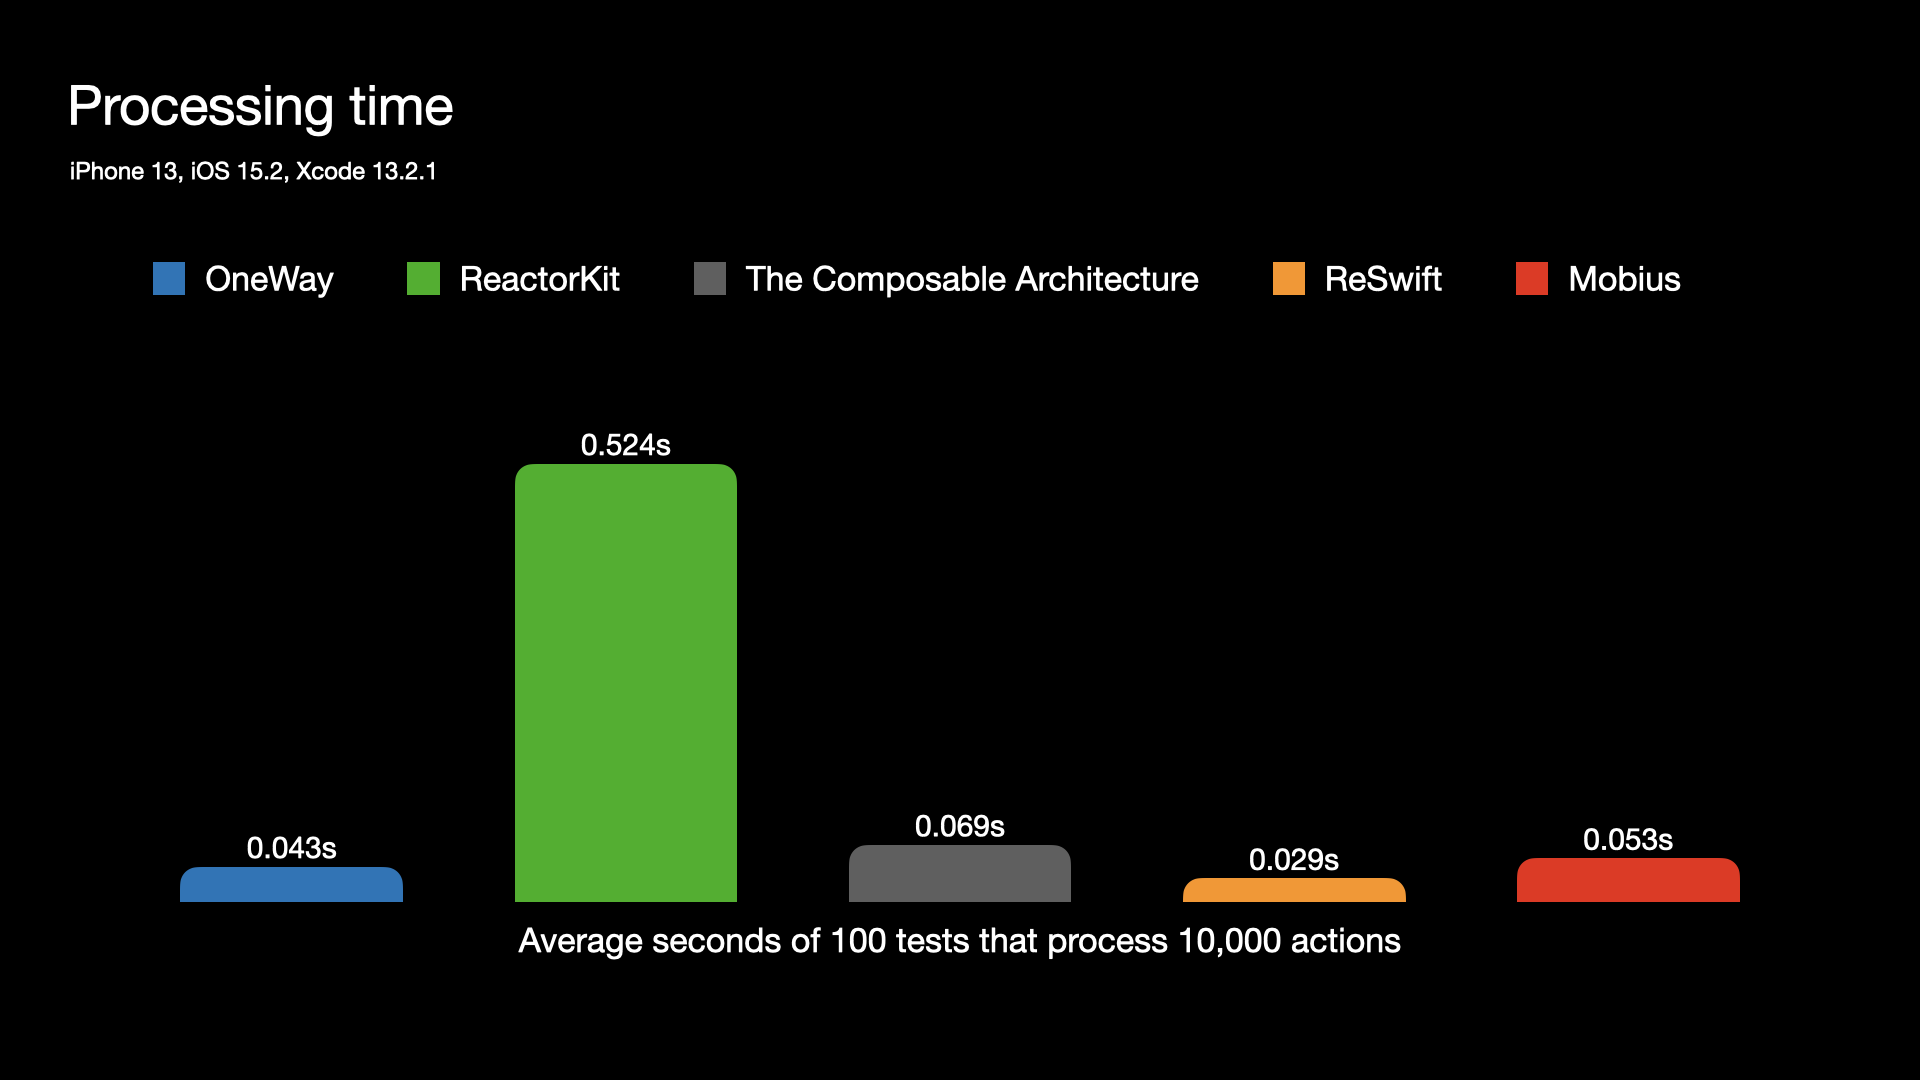 Processing time
iPhone 13, iOS 15.2, Xcode 13.2.1
OneWay ReactorKit The Composable Architecture ReSwift Mobius
0.524s
0.069s
0.053s
0.043s
0.029s
Average seconds of 100 tests that process 10,000 actions